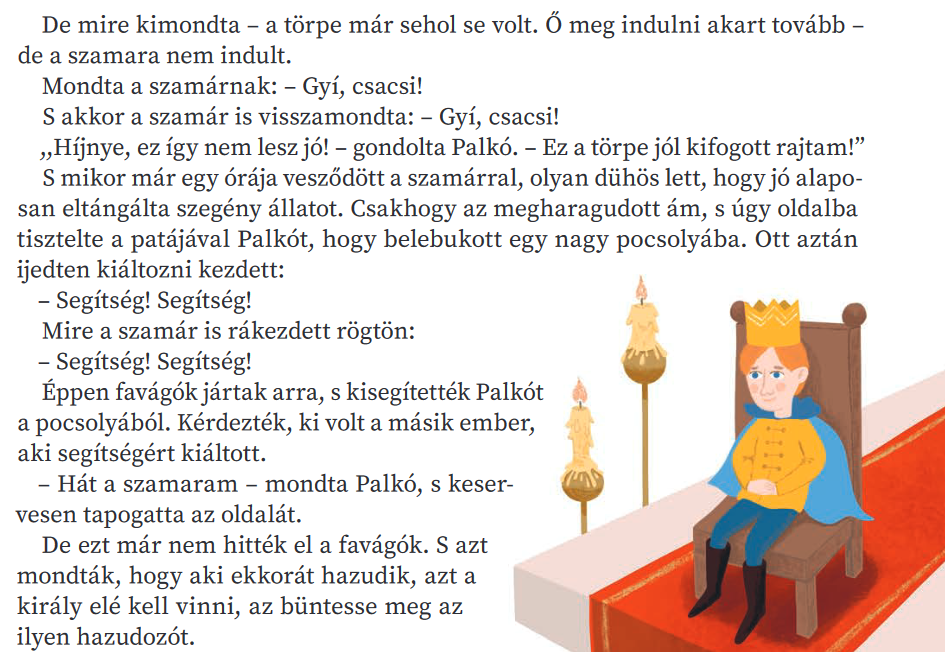 De mire kimondta – a törpe már sehol se volt. Ő meg indulni akart tovább –
de a szamara nem indult.
Mondta a szamárnak: – Gyí, csacsi!
S akkor a szamár is visszamondta: – Gyí, csacsi!
,,Híjnye, ez így nem lesz jó! – gondolta Palkó. – Ez a törpe jól kifogott rajtam!”
S mikor már egy órája vesződött a szamárral, olyan dühös lett, hogy jó alapo-
san eltángálta szegény állatot. Csakhogy az megharagudott ám, s úgy oldalba
tisztelte a patájával Palkót, hogy belebukott egy nagy pocsolyába. Ott aztán
ijedten kiáltozni kezdett:
– Segítség! Segítség!
Mire a szamár is rákezdett rögtön:
– Segítség! Segítség!
Éppen favágók jártak arra, s kisegítették Palkót
a pocsolyából. Kérdezték, ki volt a másik ember,
aki segítségért kiáltott.
– Hát a szamaram – mondta Palkó, s keser-
vesen tapogatta az oldalát.
De ezt már nem hitték el a favágók. S azt
mondták, hogy aki ekkorát hazudik, azt a
király elé kell vinni, az büntesse meg az
ilyen hazudozót.